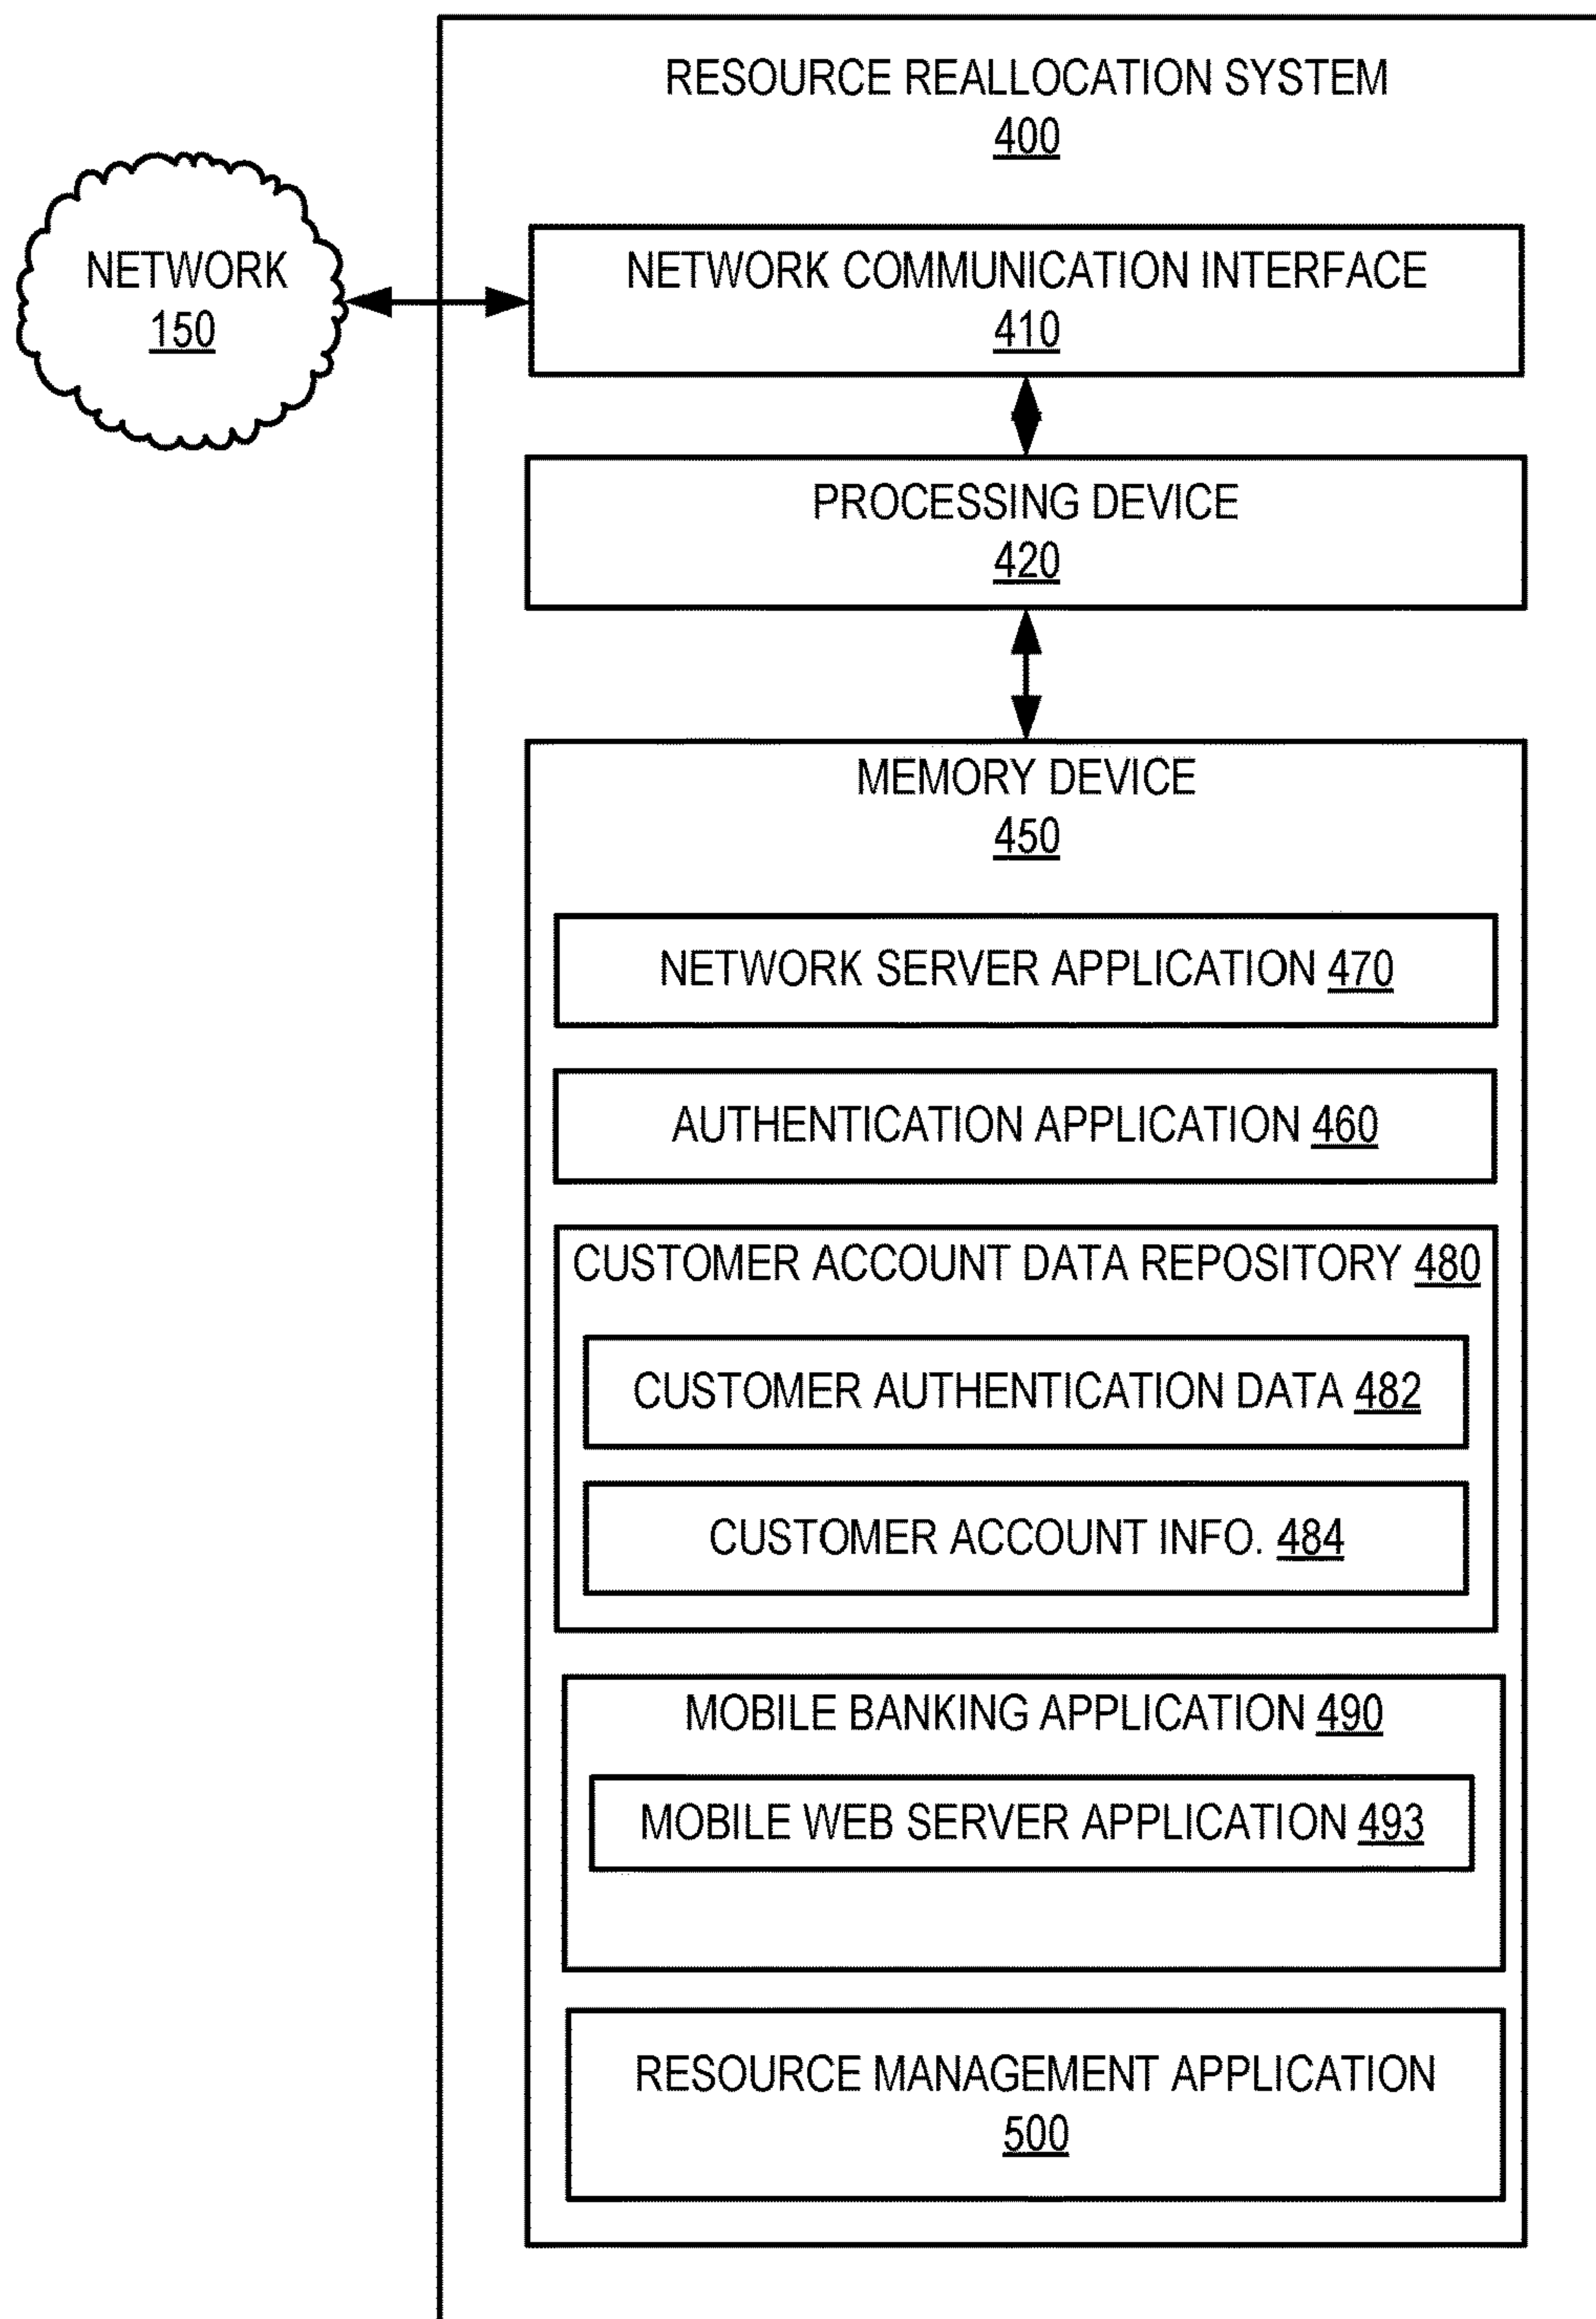 RESOURCE REALLOCATION SYSTEM
400
NETWORK
150
NETWORK COMMUNICATION INTERFACE
410
PROCESSING DEVICE
420
MEMORY DEVICE
450
NETWORK SERVER APPLICATION 470
AUTHENTICATION APPLICATION 460
CUSTOMER ACCOUNT DATA REPOSITORY 480
CUSTOMER AUTHENTICATION DATA 482
CUSTOMER ACCOUNT INFO. 484
MOBILE BANKING APPLICATION 490
MOBILE WEB SERVER APPLICATION 493
RESOURCE MANAGEMENT APPLICATION
500